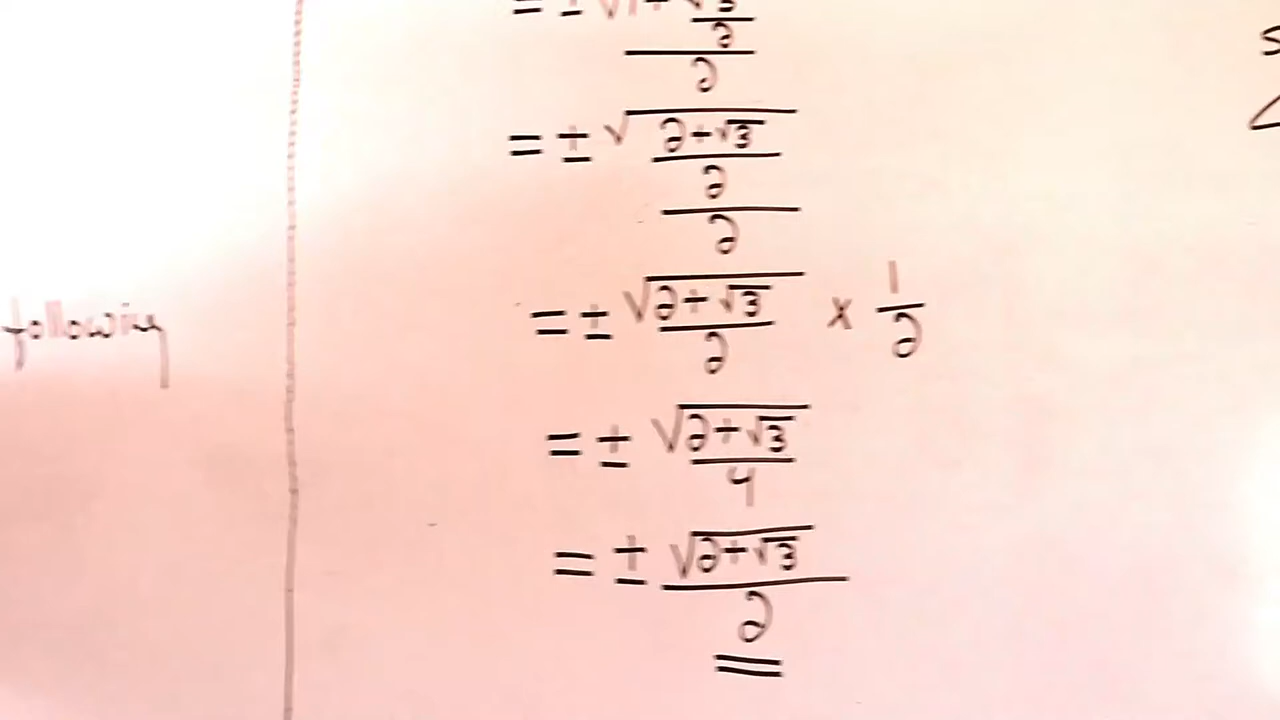 = ± √1 + √3/2 / 2
= ± √((2+√3)/2 / 2)
following
= ± √(2+√3)/2 × 1/2
= ± √(2+√3)/4
= ± √(2+√3)/2